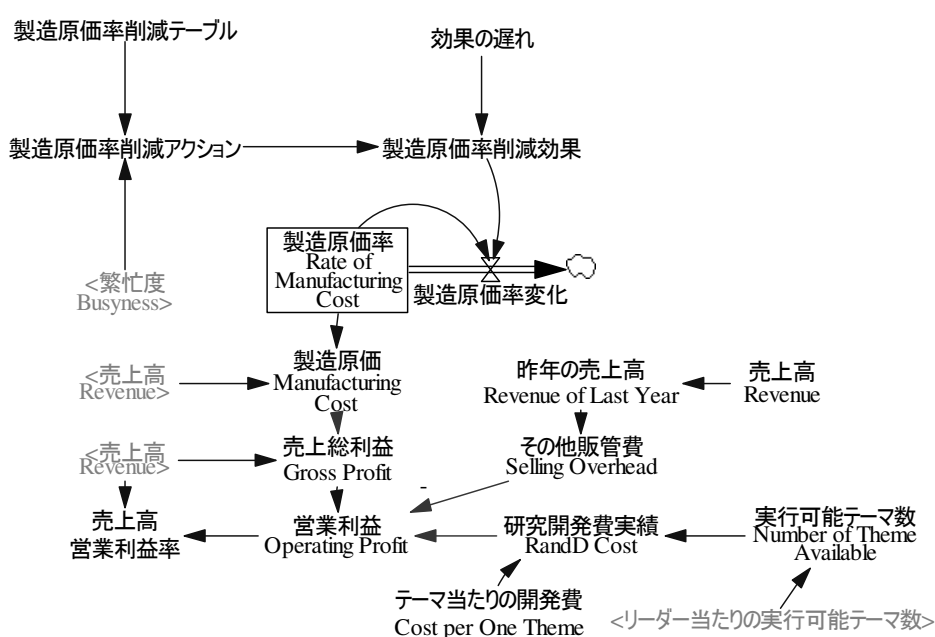 製造原価率削減テーブル
効果の遅れ
製造原価率削減アクション
製造原価率削減効果
<繁忙度
Busyness>
製造原価率
Rate of
Manufacturing
Cost
製造原価率変化
<売上高
Revenue>
製造原価
Manufacturing
Cost
昨年の売上高
Revenue of Last Year
売上高
Revenue
<売上高
Revenue>
売上総利益
Gross Profit
その他販管費
Selling Overhead
-
売上高
営業利益率
営業利益
Operating Profit
研究開発費実績
RandD Cost
実行可能テーマ数
Number of Theme
Available
テーマ当たりの開発費
Cost per One Theme
<リーダー当たりの実行可能テーマ数>